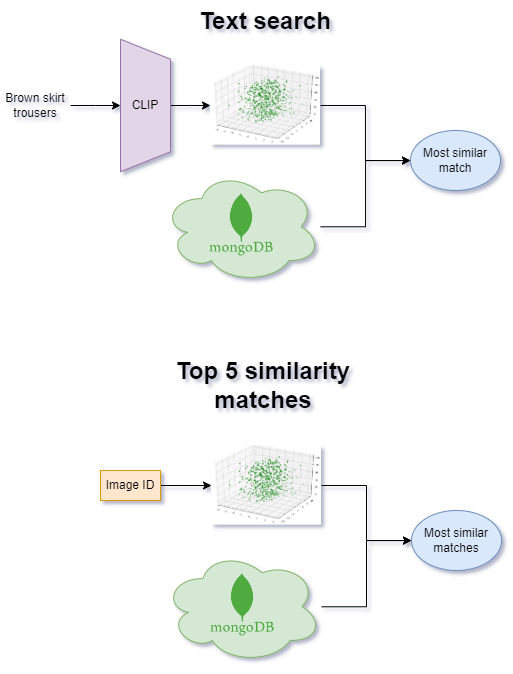 Text search
Brown skirt
trousers
CLIP
Most similar
match
mongoDB
Top 5 similarity
matches
Image ID
Most similar
matches
mongoDB